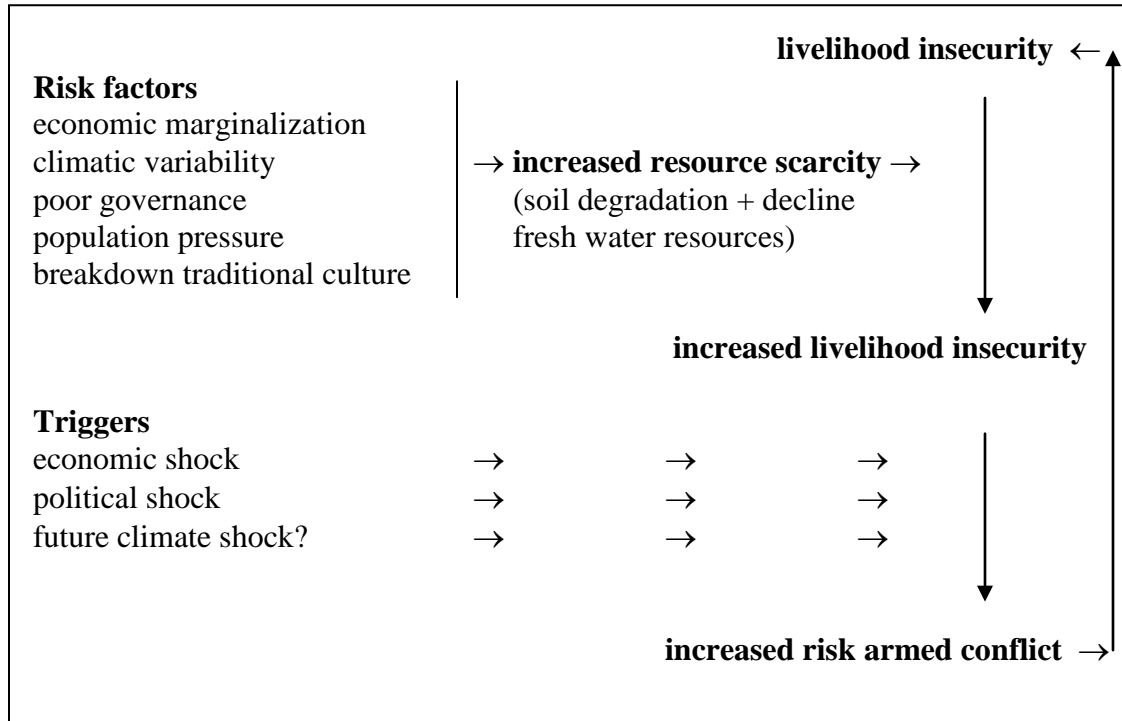 livelihood insecurity ←
Risk factors
economic marginalization
climatic variability
→ increased resource scarcity →
poor governance
(soil degradation + decline
population pressure
fresh water resources)
breakdown traditional culture
increased livelihood insecurity
Triggers
economic shock → → →
political shock → → →
future climate shock? → → →
increased risk armed conflict →